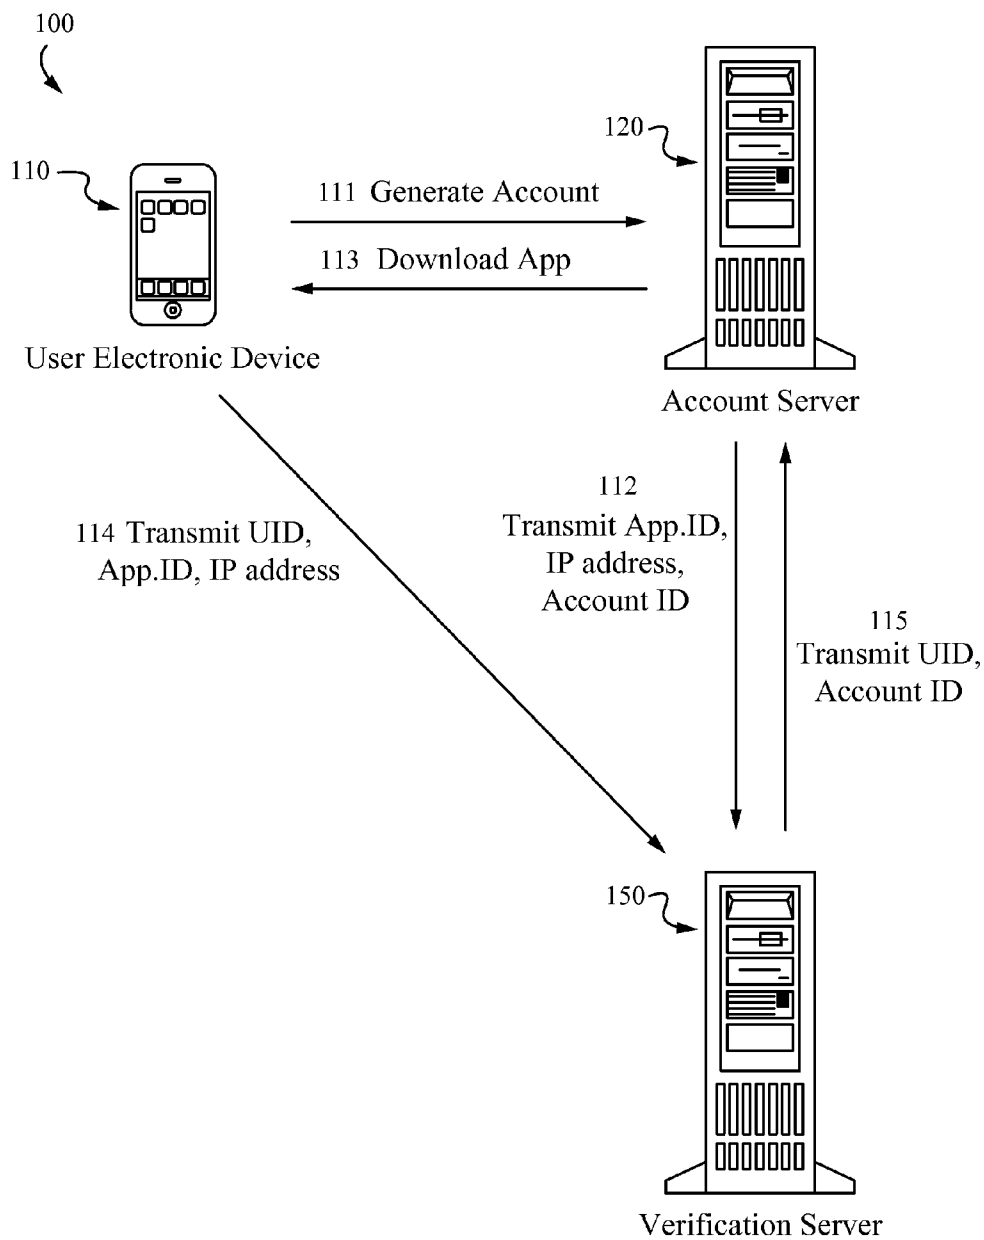 100
110
120
111 Generate Account
113 Download App
User Electronic Device
Account Server
114 Transmit UID,
App.ID, IP address
112
Transmit App.ID,
IP address,
Account ID
115
Transmit UID,
Account ID
150
Verification Server